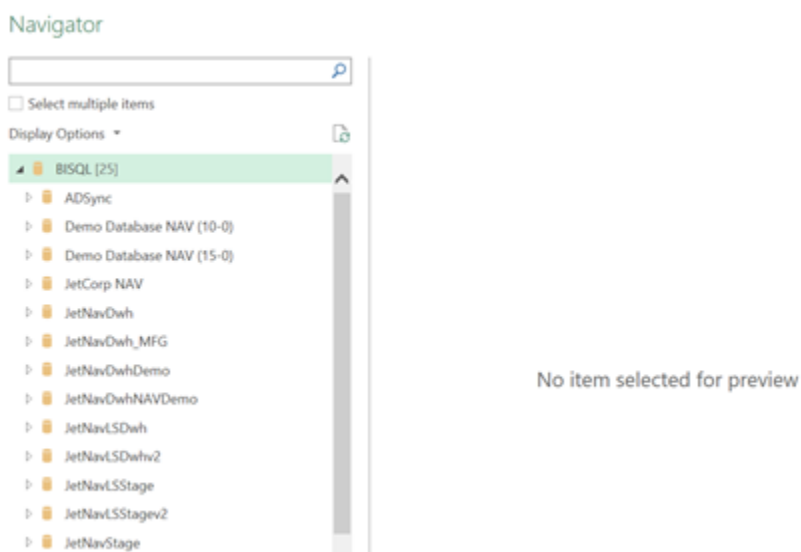 Navigator
Select multiple items
Display Options
BISQL [25]
ADSync
Demo Database NAV (10-0)
Demo Database NAV (15-0)
JetCorp NAV
JetNavDwh
JetNavDwh_MFG
JetNavDwhDemo
No item selected for preview
JetNavDwhNAVDemo
JetNavLSDwh
JetNavLSDwhv2
JetNavLSStage
JetNavLSStagev2
JetNavStage